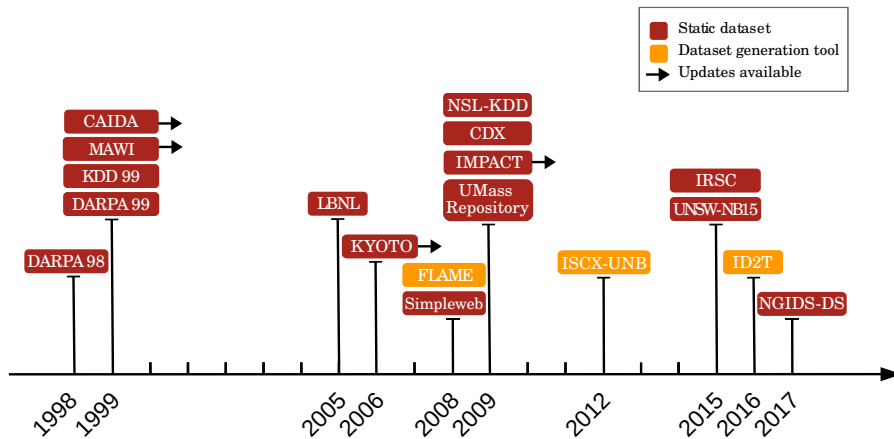 Static dataset
Dataset generation tool
Updates available
CAIDA
MAWI
KDD 99
DARPA 99
DARPA 98
LBNL
KYOTO
FLAME
Simpleweb
NSL-KDD
CDX
IMPACT
UMass
Repository
ISCX-UNB
IRSC
UNSW-NB15
ID2T
NGIDS-DS
1998
1999
2005
2006
2008
2009
2012
2015
2016
2017